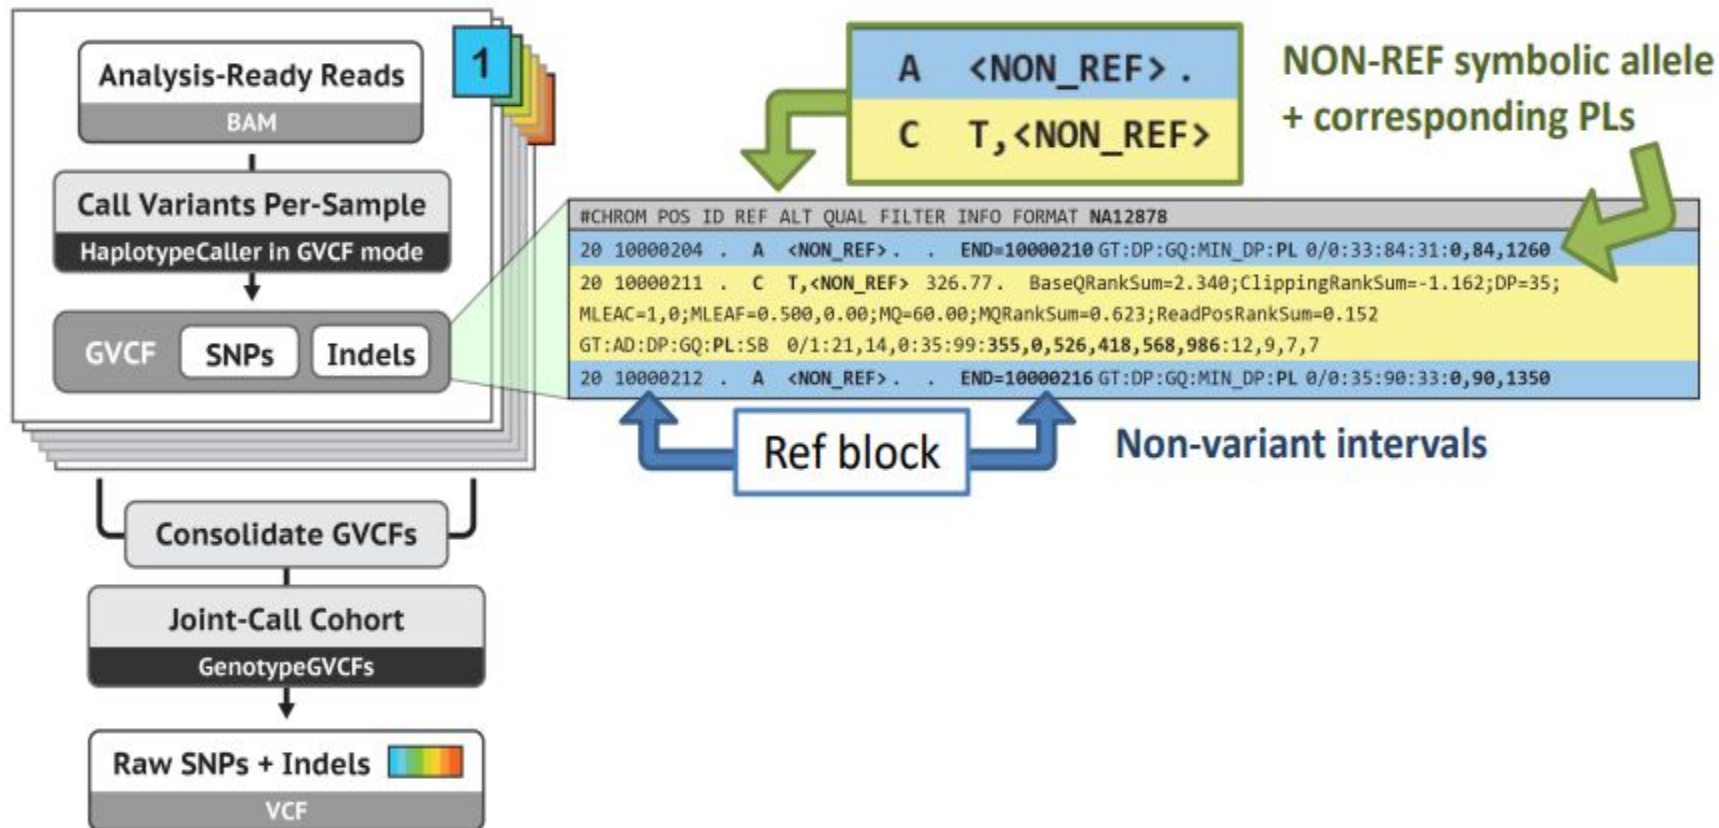 Analysis-Ready Reads
BAM
1
Call Variants Per-Sample
HaplotypeCaller in GVCF mode
GVCF SNPs Indels
A <NON_REF> .
C T,<NON_REF>
NON-REF symbolic allele
+ corresponding PLs
#CHROM POS ID REF ALT QUAL FILTER INFO FORMAT NA12878
20 10000204 . A <NON_REF> . . END=10000210 GT:DP:GQ:MIN_DP:PL 0/0:33:84:31:0,84,1260
20 10000211 . C T,<NON_REF> 326.77 . BaseQRankSum=2.340;ClippingRankSum=-1.162;DP=35;
MLEAC=1,0;MLEAF=0.500,0.00;MQ=60.00;MQRankSum=0.623;ReadPosRankSum=0.152
GT:AD:DP:GQ:PL:SB 0/1:21,14,0:35:99:355,0,526,418,568,986:12,9,7,7
20 10000212 . A <NON_REF> . . END=10000216 GT:DP:GQ:MIN_DP:PL 0/0:35:90:33:0,90,1350
Ref block
Non-variant intervals
Consolidate GVCFs
Joint-Call Cohort
GenotypeGVCFs
Raw SNPs + Indels
VCF